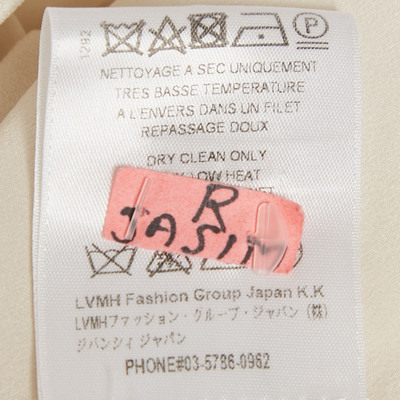 1282
P
NETTOYAGE A SEC UNIQUEMENT
TRES BASSE TEMPERATURE
A L'ENVERS DANS UN FILET
REPASSAGE DOUX
DRY CLEAN ONLY
LOW HEAT
R
LVMH Fashion Group Japan K.K
LVMHファッション・グループ・ジャパン (株)
ジバンシィ ジャパン
PHONE#03-5786-0962